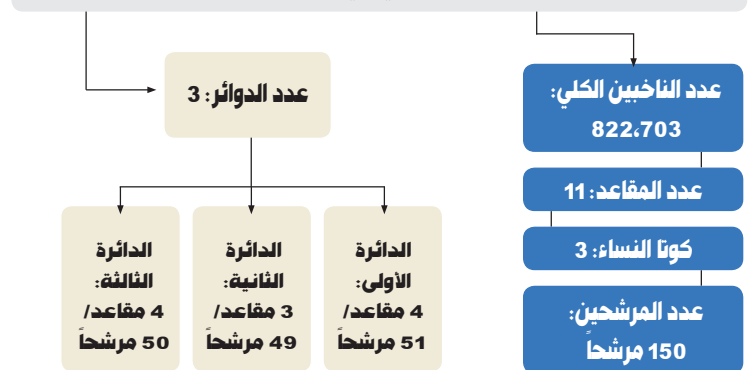 عدد الناخبين الكلي:
822،703
عدد المقاعد: 11
كوتا النساء: 3
عدد المرشحين:
150 مرشحاً
عدد الدوائر: 3
الدائرة
الأولى:
4 مقاعد/
51 مرشحاً
الدائرة
الثانية:
3 مقاعد/
49 مرشحاً
الدائرة
الثالثة:
4 مقاعد/
50 مرشحاً